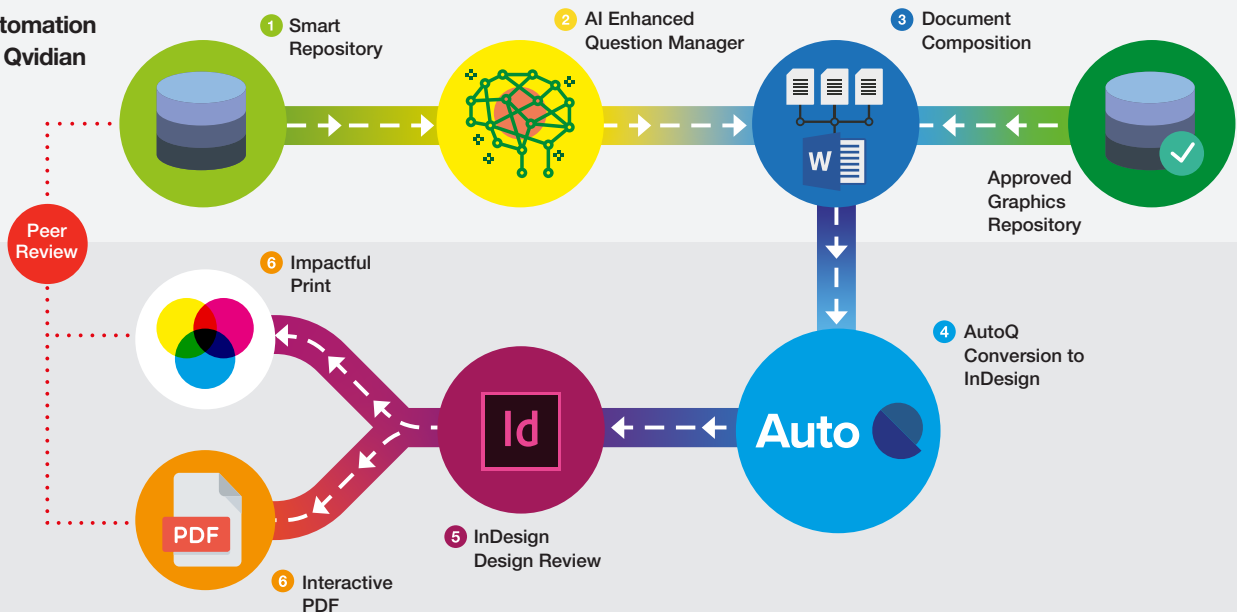 tomation
Qvidian
1 Smart
Repository
2 AI Enhanced
Question Manager
3 Document
Composition
W
Approved
Graphics
Repository
Peer
Review
6 Impactful
Print
4 AutoQ
Conversion to
InDesign
Auto
Id
PDF
5 InDesign
Design Review
6 Interactive
PDF